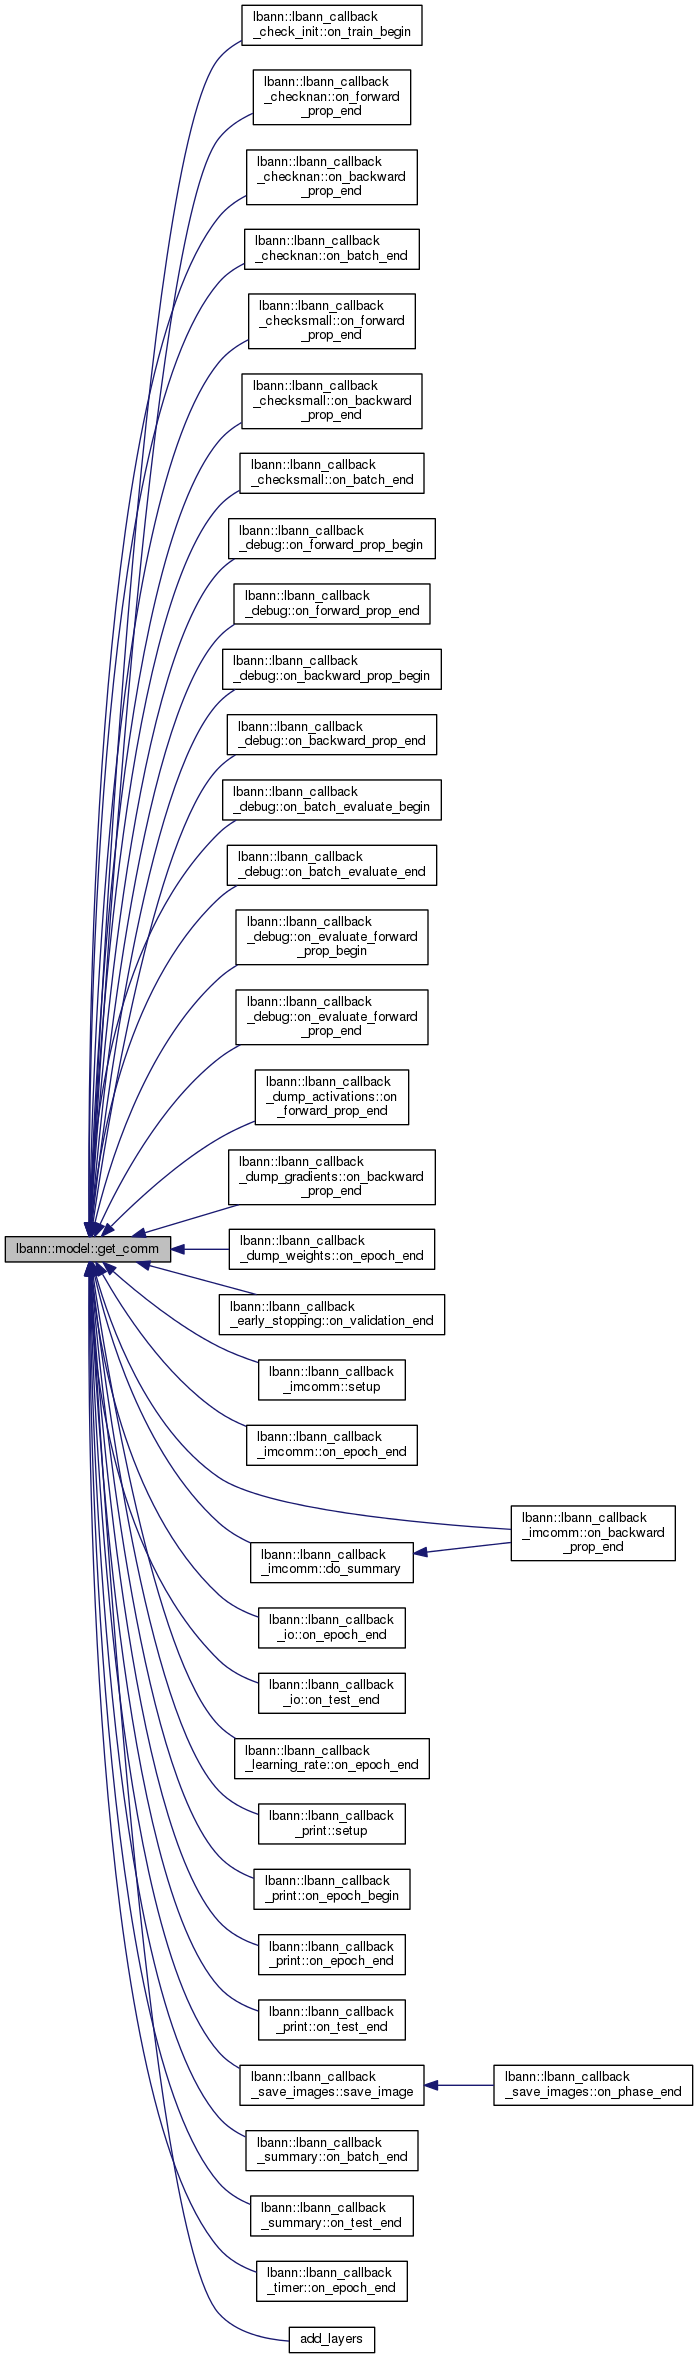 lbann::lbann_callback
_check_init::on_train_begin
lbann::lbann_callback
_checknan::on_forward
_prop_end
lbann::lbann_callback
_checknan::on_backward
_prop_end
lbann::lbann_callback
_checknan::on_batch_end
lbann::lbann_callback
_checksmall::on_forward
_prop_end
lbann::lbann_callback
_checksmall::on_backward
_prop_end
lbann::lbann_callback
_checksmall::on_batch_end
lbann::lbann_callback
_debug::on_forward_prop_begin
lbann::lbann_callback
_debug::on_forward_prop_end
lbann::lbann_callback
_debug::on_backward_prop_begin
lbann::lbann_callback
_debug::on_backward_prop_end
lbann::lbann_callback
_debug::on_batch_evaluate_begin
lbann::lbann_callback
_debug::on_batch_evaluate_end
lbann::lbann_callback
_debug::on_evaluate_forward
_prop_begin
lbann::lbann_callback
_debug::on_evaluate_forward
_prop_end
lbann::lbann_callback
_dump_activations::on
_forward_prop_end
lbann::lbann_callback
_dump_gradients::on_backward
_prop_end
lbann::model::get_comm
lbann::lbann_callback
_dump_weights::on_epoch_end
lbann::lbann_callback
_early_stopping::on_validation_end
lbann::lbann_callback
_imcomm::setup
lbann::lbann_callback
_imcomm::on_epoch_end
lbann::lbann_callback
_imcomm::on_backward
_prop_end
lbann::lbann_callback
_imcomm::do_summary
lbann::lbann_callback
_io::on_epoch_end
lbann::lbann_callback
_io::on_test_end
lbann::lbann_callback
_learning_rate::on_epoch_end
lbann::lbann_callback
_print::setup
lbann::lbann_callback
_print::on_epoch_begin
lbann::lbann_callback
_print::on_epoch_end
lbann::lbann_callback
_print::on_test_end
lbann::lbann_callback
_save_images::save_image
lbann::lbann_callback
_save_images::on_phase_end
lbann::lbann_callback
_summary::on_batch_end
lbann::lbann_callback
_summary::on_test_end
lbann::lbann_callback
_timer::on_epoch_end
add_layers